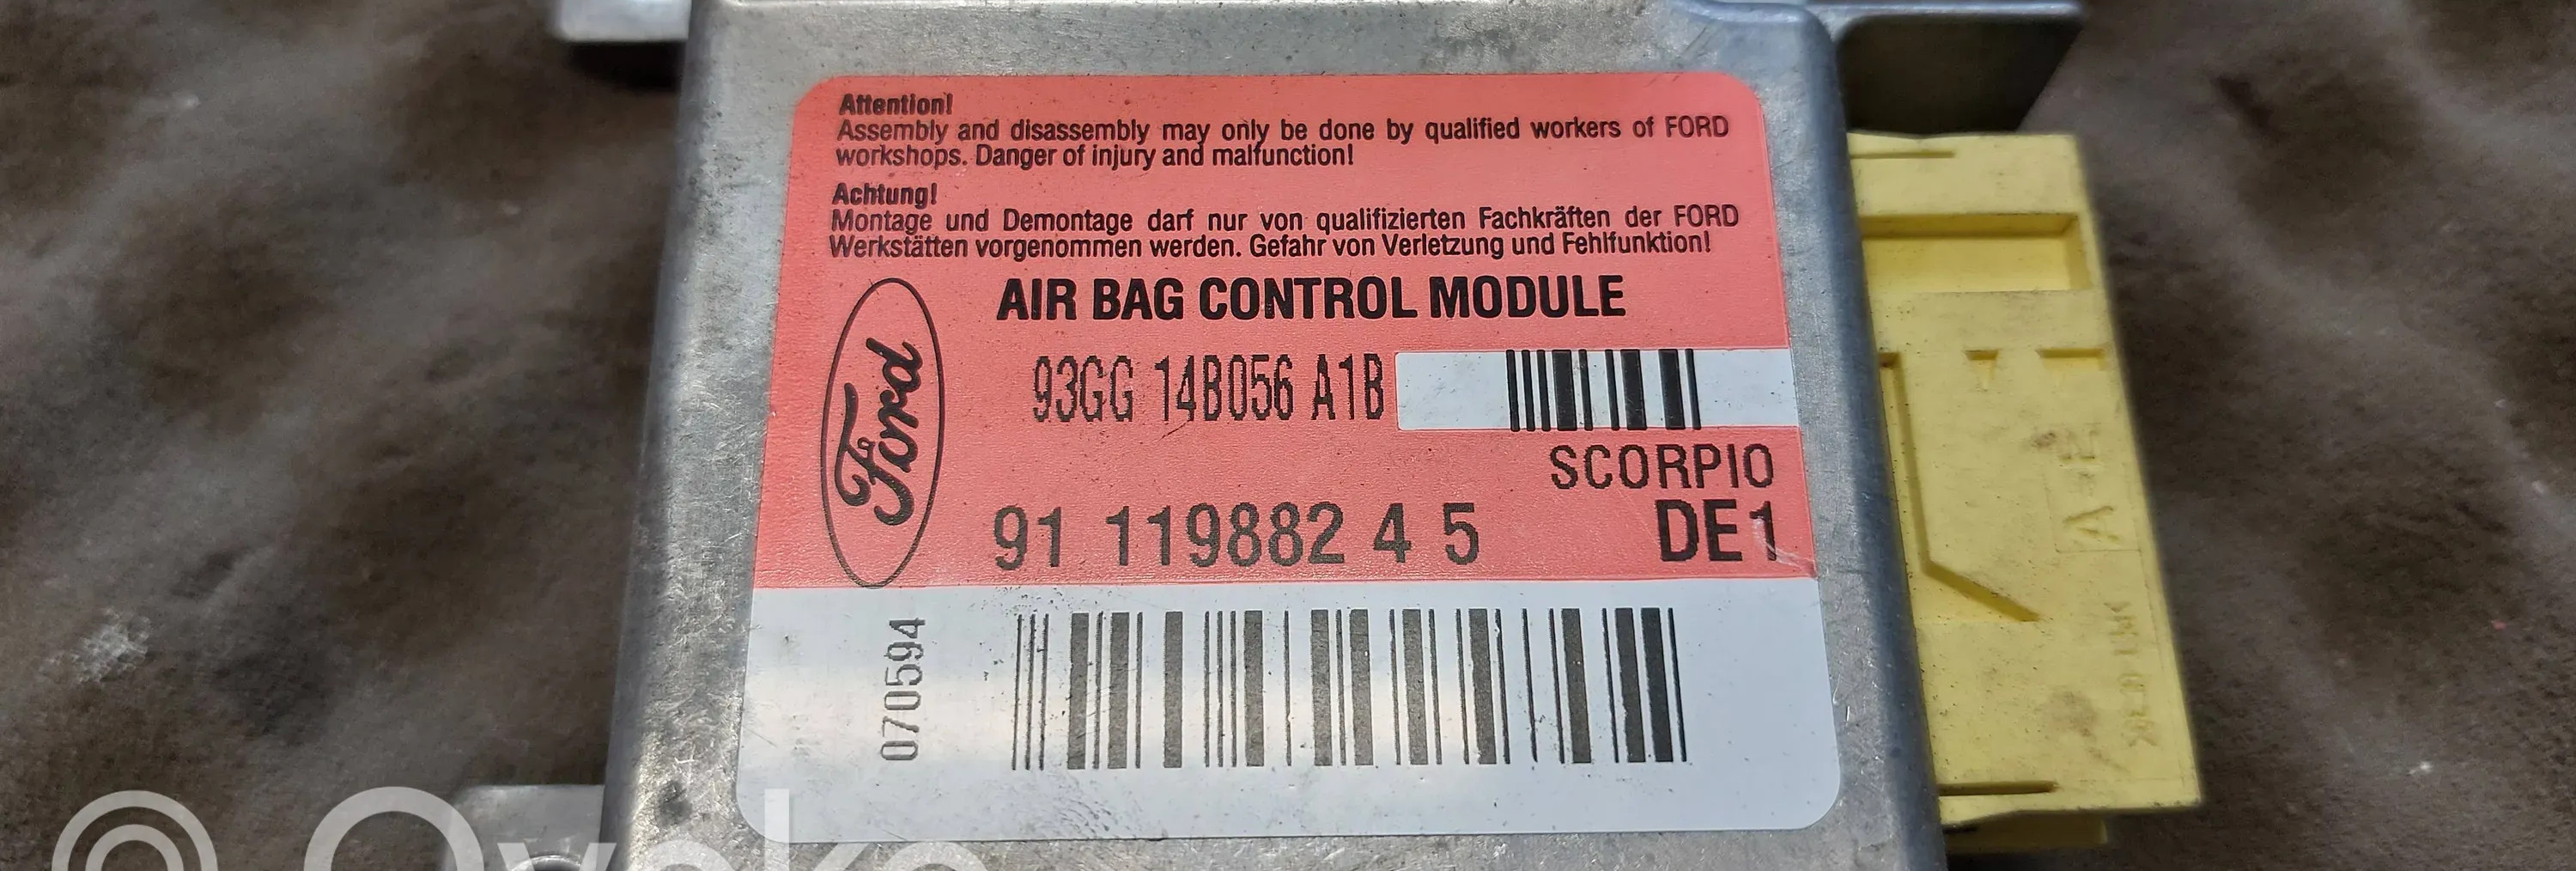 Attention!
Assembly and disassembly may only be done by qualified workers of FORD
workshops. Danger of injury and malfunction!
Achtung!
Montage und Demontage darf nur von qualifizierten Fachkräften der FORD
Werkstätten vorgenommen werden. Gefahr von Verletzung und Fehlfunktion!
AIR BAG CONTROL MODULE
Ford
93GG 14B056 A1B
SCORPIO
91 119882 4 5
DE1
070594